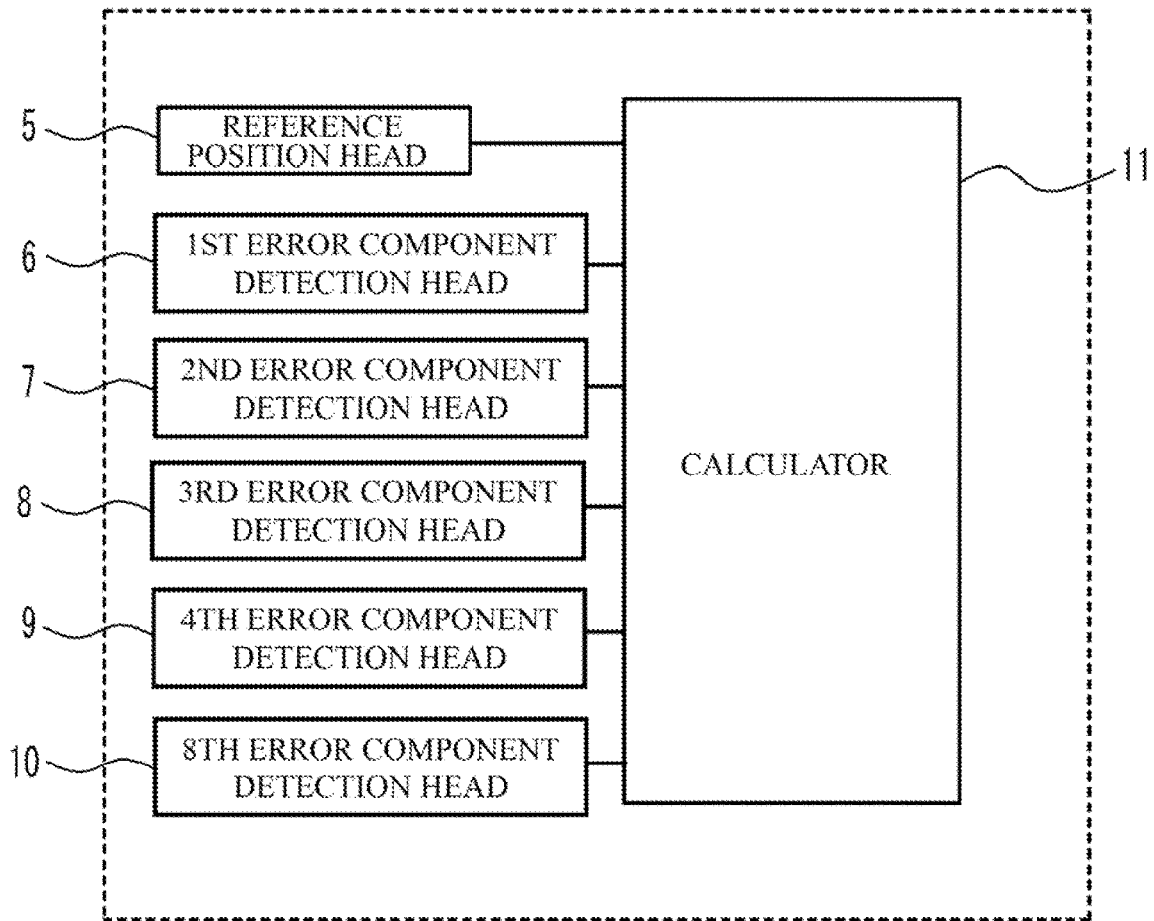 5
REFERENCE
POSITION HEAD
11
6
1ST ERROR COMPONENT
DETECTION HEAD
7
2ND ERROR COMPONENT
DETECTION HEAD
CALCULATOR
8
3RD ERROR COMPONENT
DETECTION HEAD
9
4TH ERROR COMPONENT
DETECTION HEAD
10
8TH ERROR COMPONENT
DETECTION HEAD